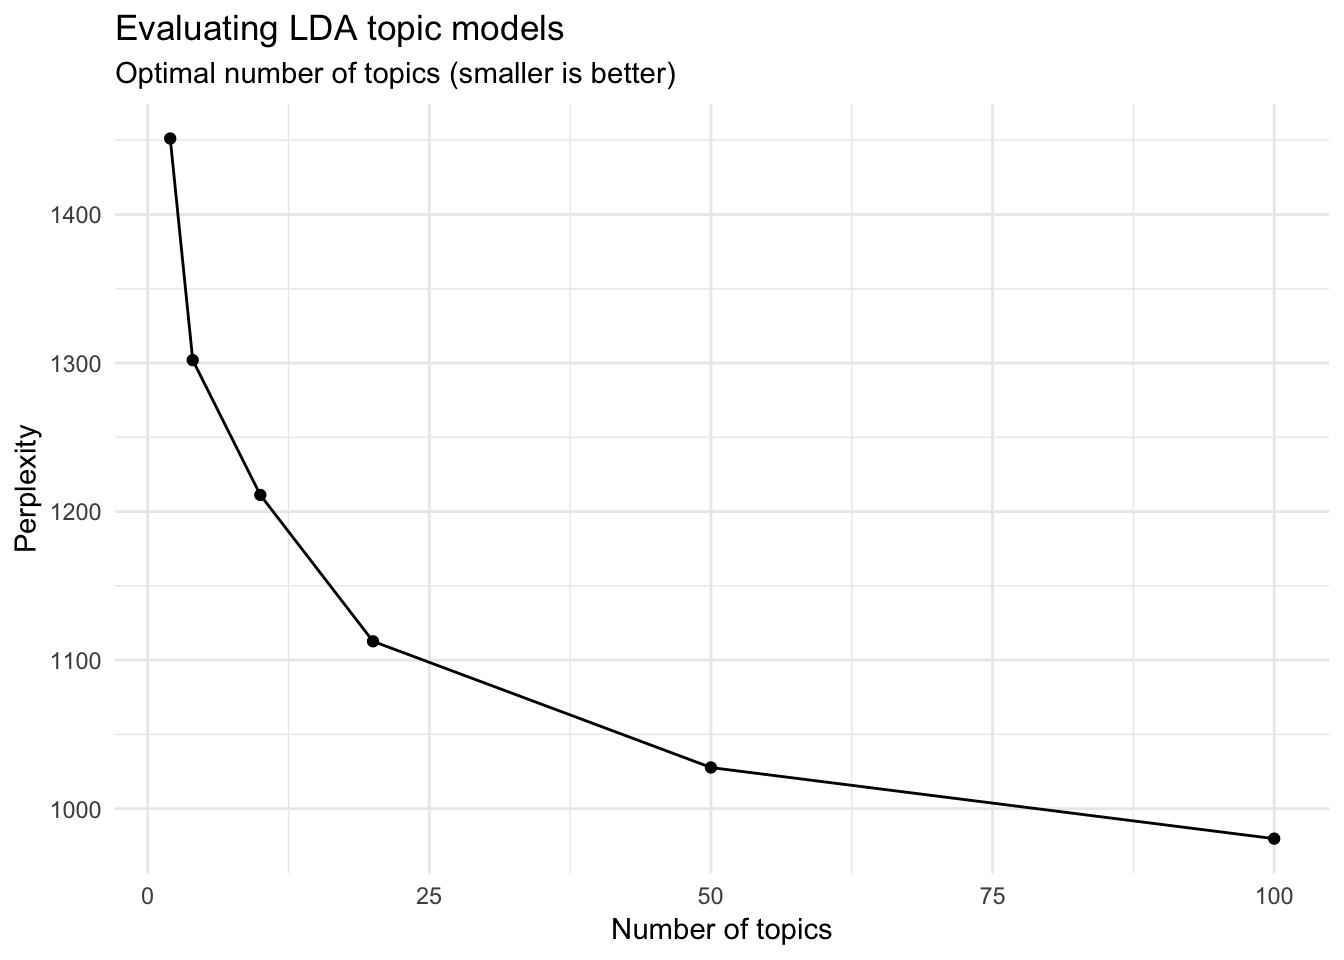 Evaluating LDA topic models
Optimal number of topics (smaller is better)
Perplexity
1400
1300
1200
1100
1000
0
25
50
75
100
Number of topics